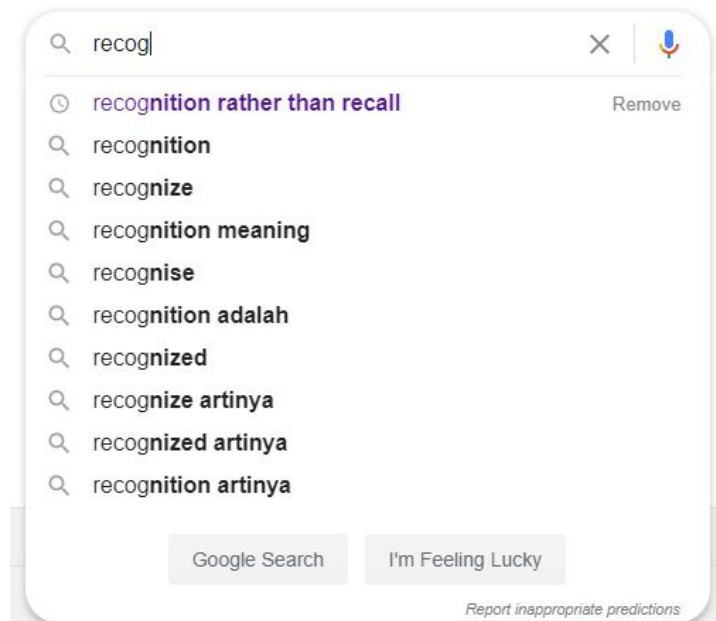 recog
recognition rather than recall Remove
recognition
recognize
recognition meaning
recognise
recognition adalah
recognized
recognize artinya
recognized artinya
recognition artinya
Google Search I'm Feeling Lucky
Report inappropriate predictions